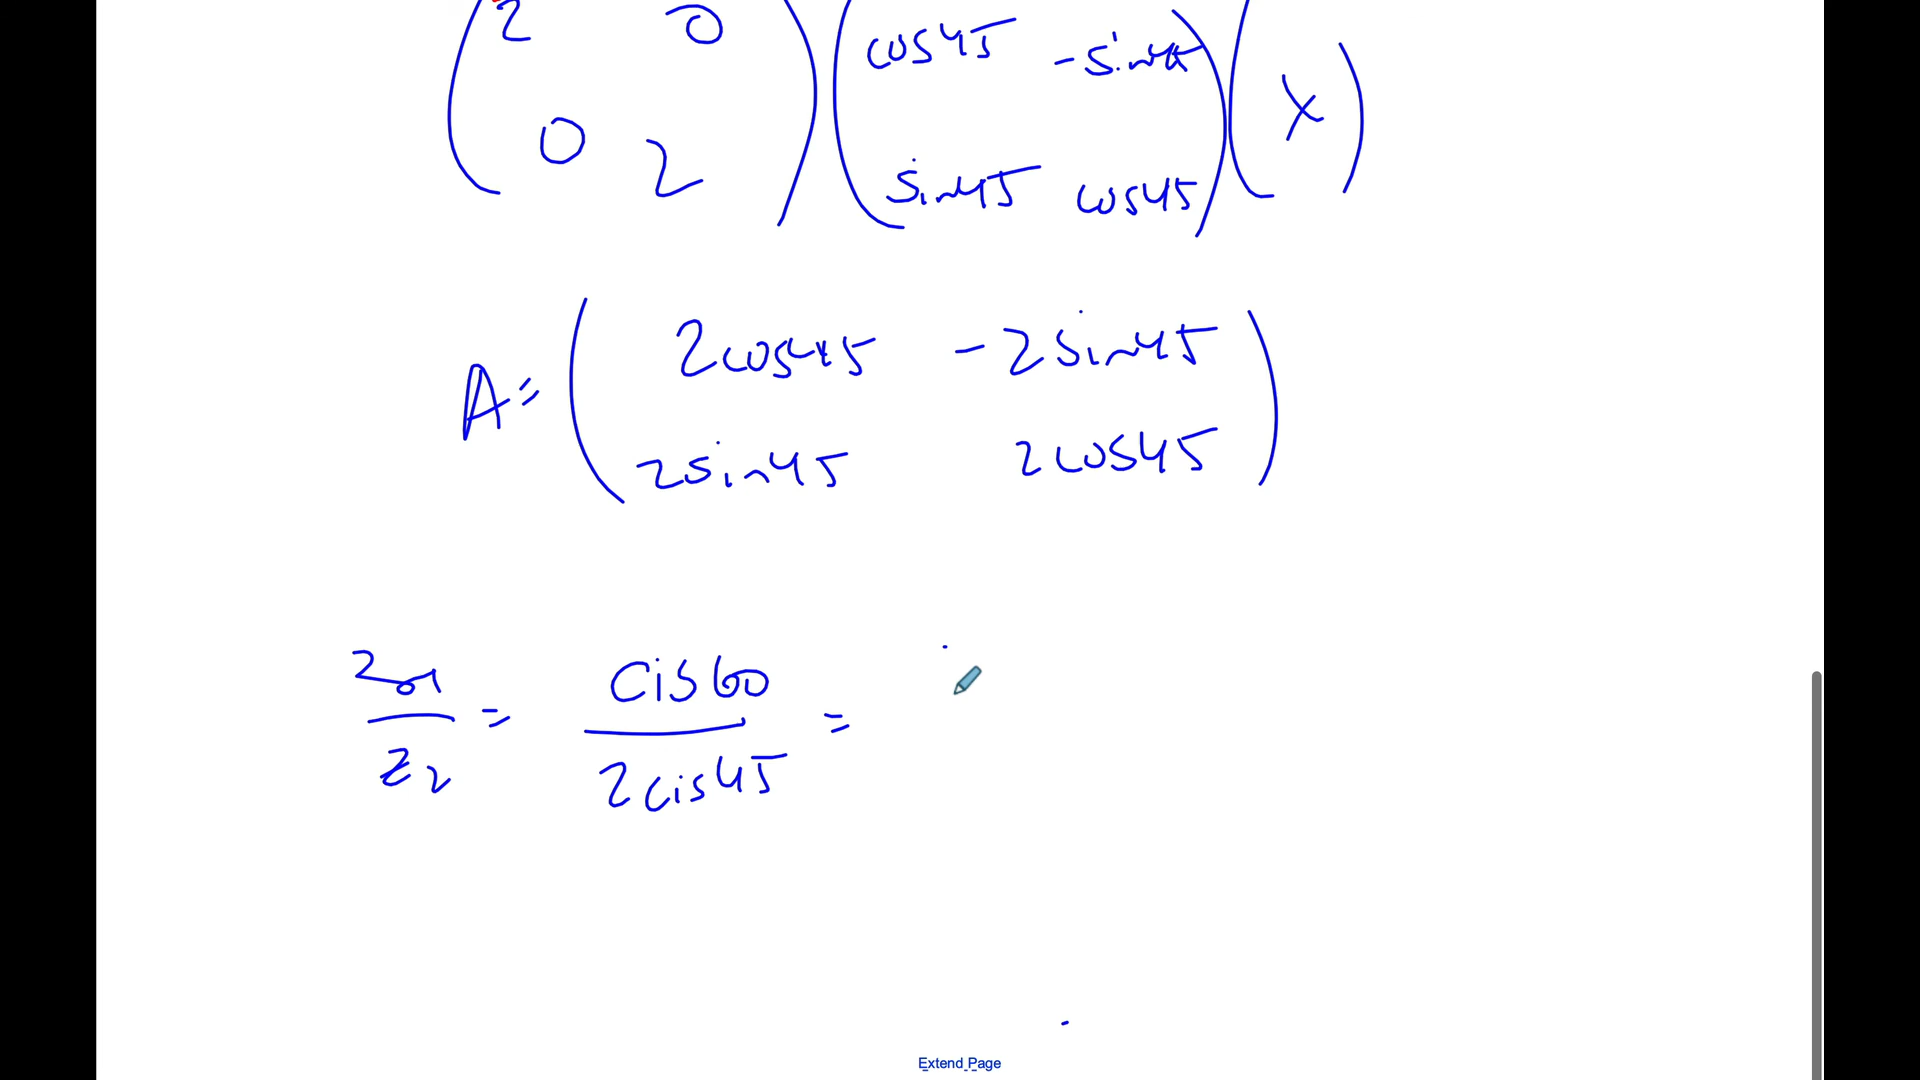 (2 0) (cos45 -sin45) (x)
(0 2) (sin45 cos45)
A = (2cos45 -2sin45)
(2sin45 2cos45)
z1/z2 = cis60/2cis45 =
Extend Page